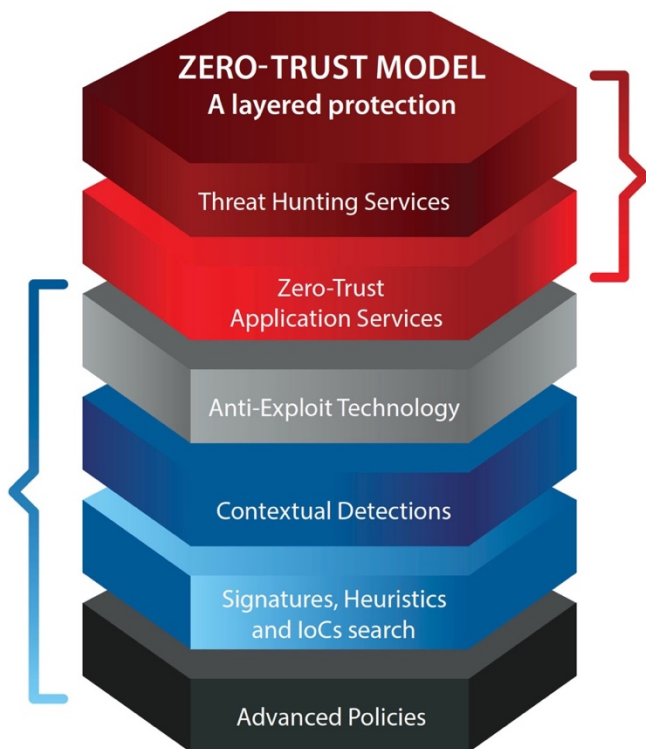 ZERO-TRUST MODEL
A layered protection
Threat Hunting Services
Zero-Trust
Application Services
Anti-Exploit Technology
Contextual Detections
Signatures, Heuristics
and IoCs search
Advanced Policies